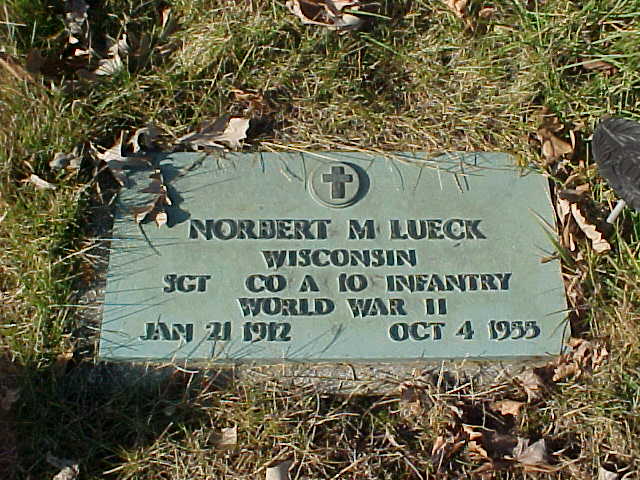 NORBERT M LUECK
WISCONSIN
SGT CO A 10 INFANTRY
WORLD WAR II
JAN 21 1912 OCT 4 1955